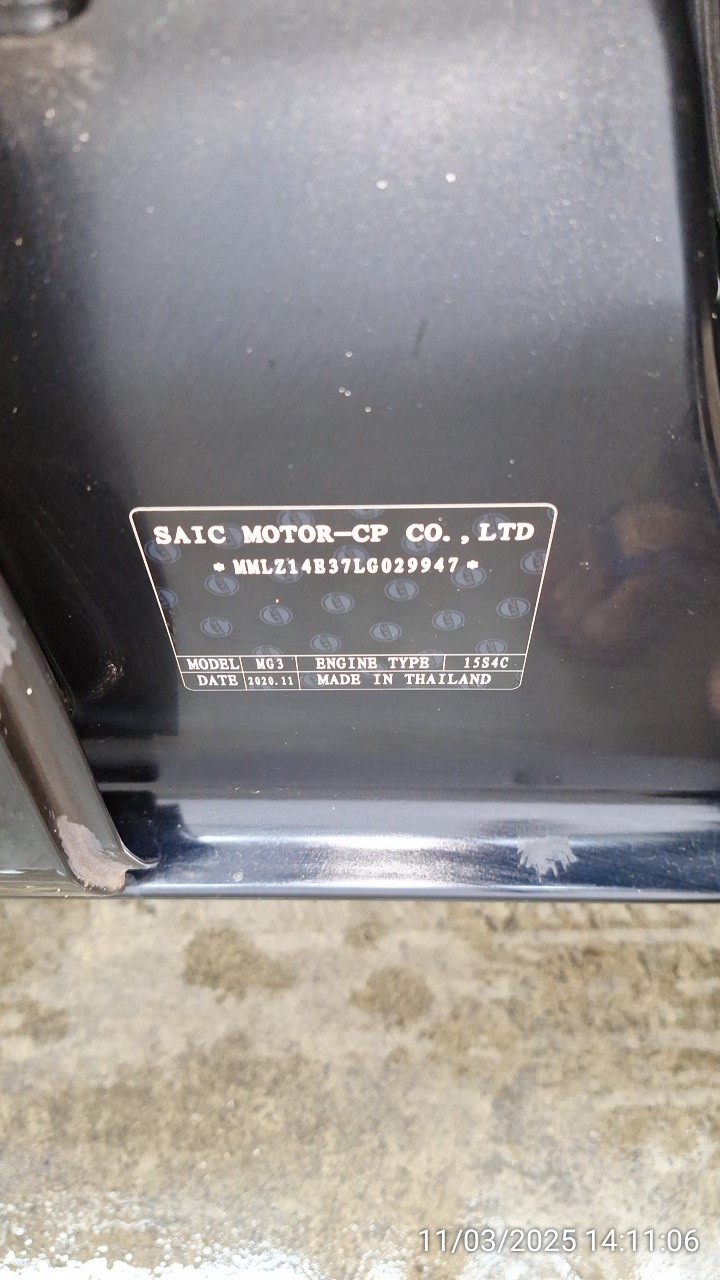 SAIC MOTOR-CP CO.,LTD
* MMLZ14B37LG029947 *
MODEL MG3 ENGINE TYPE 15S4C
DATE 2020.11 MADE IN THAILAND
11/03/2025 14:11:06